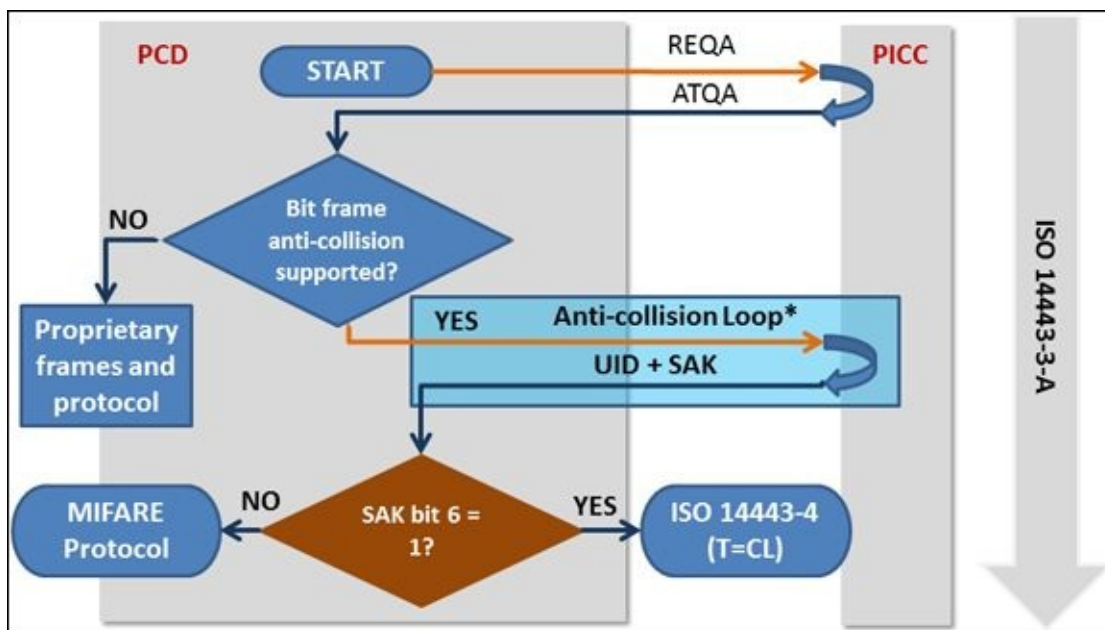 PCD
START
REQA
PICC
ATQA
Bit frame
anti-collision
supported?
NO
Proprietary
frames and
protocol
YES
Anti-collision Loop*
UID + SAK
ISO 14443-3-A
MIFARE
Protocol
NO
SAK bit 6 =
1?
YES
ISO 14443-4
(T=CL)